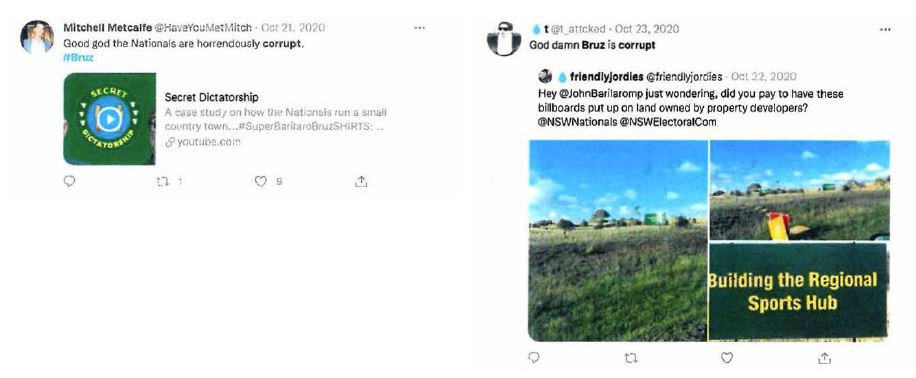 Mitchell Metcalfe @HaveYouMetMitch · Oct 21, 2020
Good god the Nationals are horrendously corrupt.
#Bruz
SECRET
DICTATORSHIP
Secret Dictatorship
A case study on how the Nationals run a small
country town...#SuperBarilaroBruzSHIRTS: ...
youtube.com
1
9
t @t_attcked · Oct 23, 2020
God damn Bruz is corrupt
friendlyjordies @friendlyjordies · Oct 22, 2020
Hey @JohnBarilaromp just wondering, did you pay to have these
billboards put up on land owned by property developers?
@NSWNationals @NSWElectoralCom
Building the Regional
Sports Hub